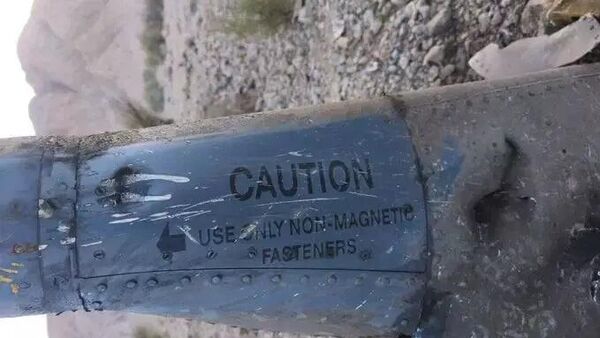 CAUTION
USE ONLY NON-MAGNETIC
FASTENERS